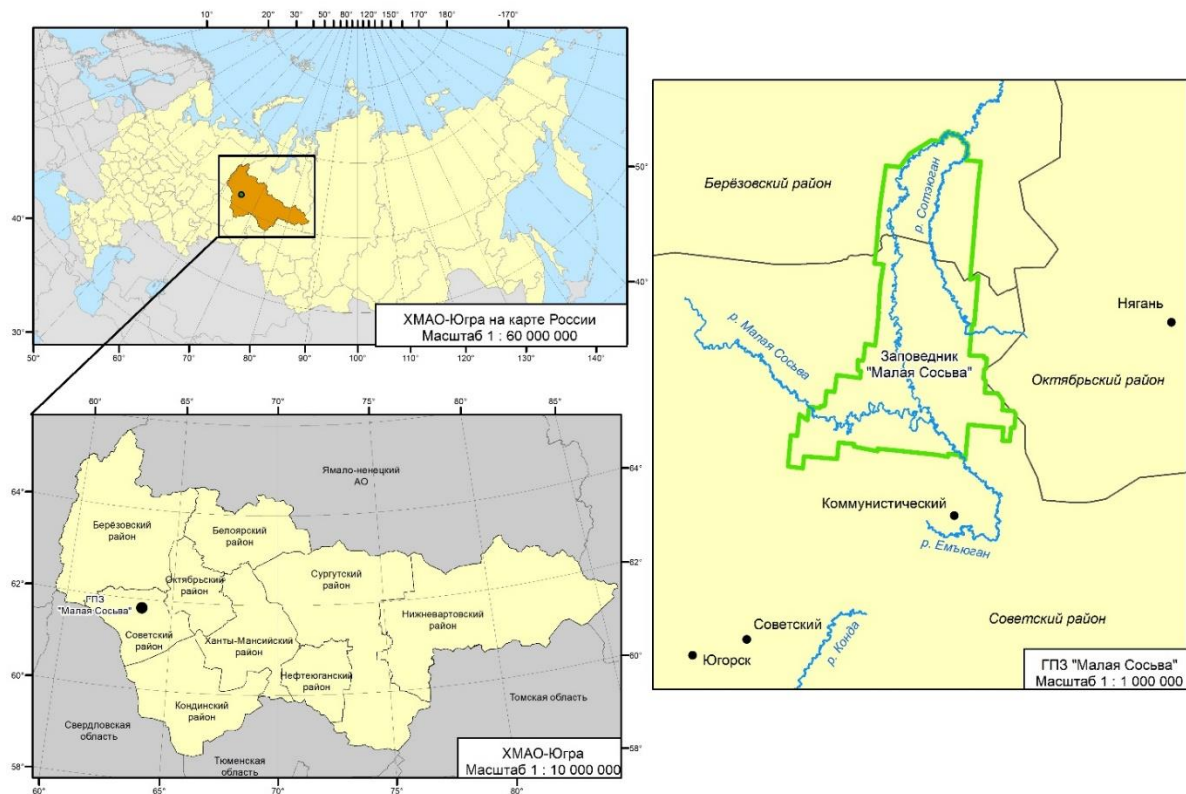 10° 20° 30° 40° 50° 60° 80° 100° 120° 150° 170° 180° -170°
50°
40°
40°
30°
ХМАО-Югра на карте России
Масштаб 1 : 60 000 000
50° 60° 70° 80° 90° 100° 110° 120° 130° 140°
60° 65° 70° 75° 80° 85°
64°
62°
60°
58°
64°
62°
60°
58°
Ямало-ненецкий
АО
Берёзовский
район
Белоярский
район
Октябрьский
район
Сургутский
район
ГПЗ
"Малая Сосьва"
Нижневартовский
район
Советский
район
Ханты-Мансийский
район
Нефтеюганский
район
Кондинский
район
Томская область
Свердловская
область
Тюменская
область
ХМАО-Югра
Масштаб 1 : 10 000 000
60° 65° 70° 75° 80° 84°
Берёзовский район
р. Сотэюган
Нягань
р. Малая Сосьва
Заповедник
"Малая Сосьва"
Октябрьский район
Коммунистический
р. Емъюган
Советский
Советский район
Югорск
р. Конда
ГПЗ "Малая Сосьва"
Масштаб 1 : 1 000 000